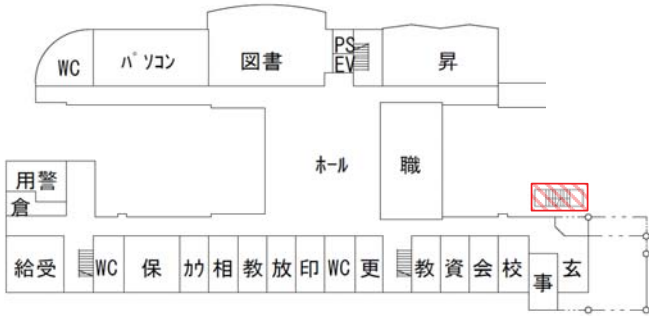 WC パソコン 図書 PS 昇
EV
ホール 職
用警
倉
給受 WC 保 カウ 相 教 放 印 WC 更 教 資 会 校 事 玄